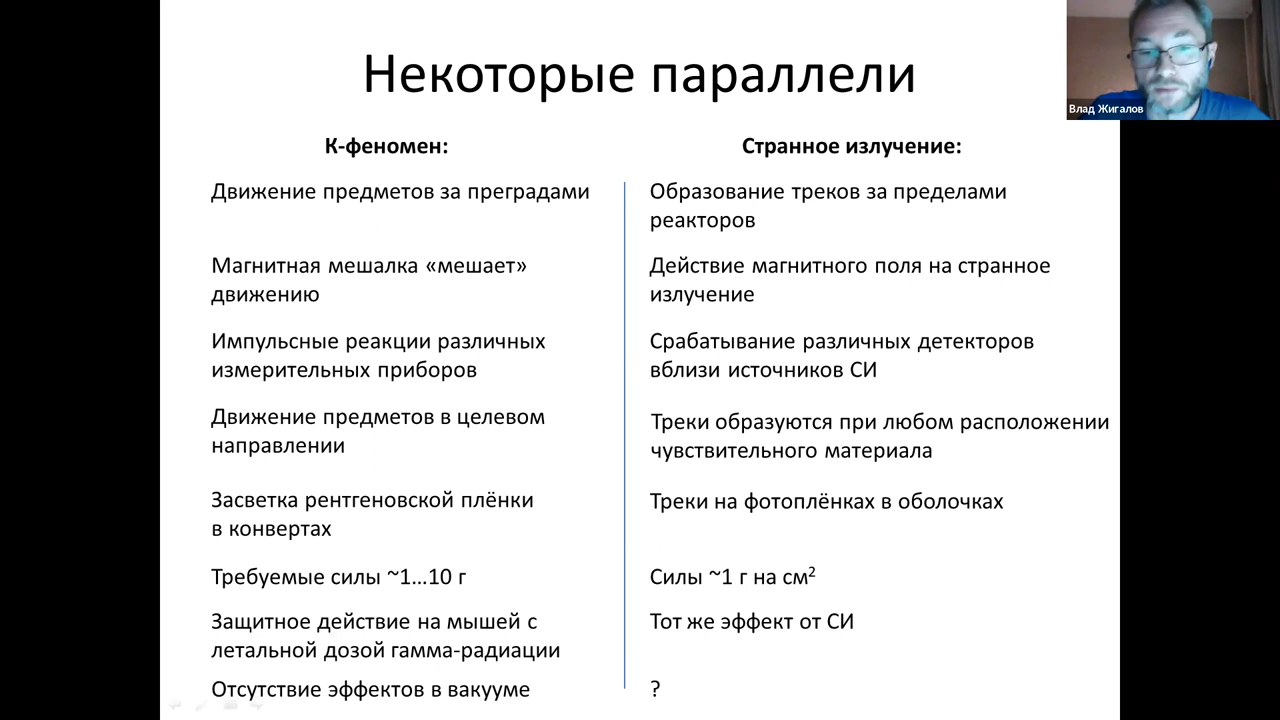 Некоторые параллели
Влад Жигалов
К-феномен:
Движение предметов за преградами
Магнитная мешалка «мешает»
движению
Импульсные реакции различных
измерительных приборов
Движение предметов в целевом
направлении
Засветка рентгеновской плёнки
в конвертах
Требуемые силы ~1…10 г
Защитное действие на мышей с
летальной дозой гамма-радиации
Отсутствие эффектов в вакууме
Странное излучение:
Образование треков за пределами
реакторов
Действие магнитного поля на странное
излучение
Срабатывание различных детекторов
вблизи источников СИ
Треки образуются при любом расположении
чувствительного материала
Треки на фотоплёнках в оболочках
Силы ~1 г на см²
Тот же эффект от СИ
?